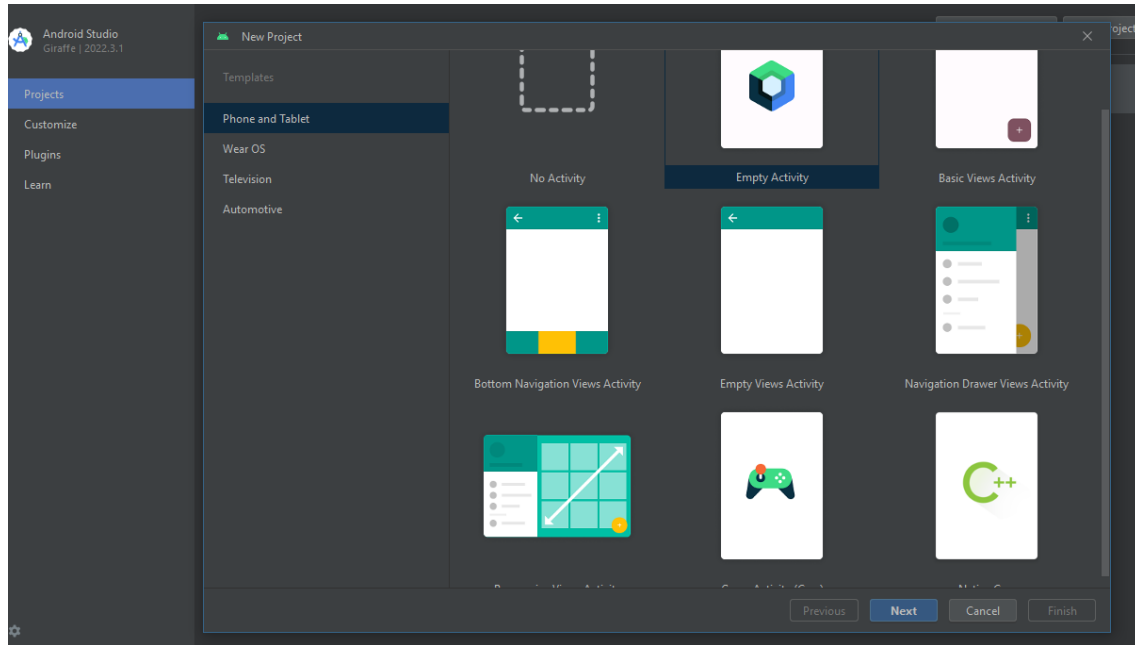 Android Studio
Giraffe | 2022.3.1
Projects
Customize
Plugins
Learn
New Project
Templates
Phone and Tablet
Wear OS
Television
Automotive
No Activity
Empty Activity
Basic Views Activity
Bottom Navigation Views Activity
Empty Views Activity
Navigation Drawer Views Activity
C++
Previous
Next
Cancel
Finish